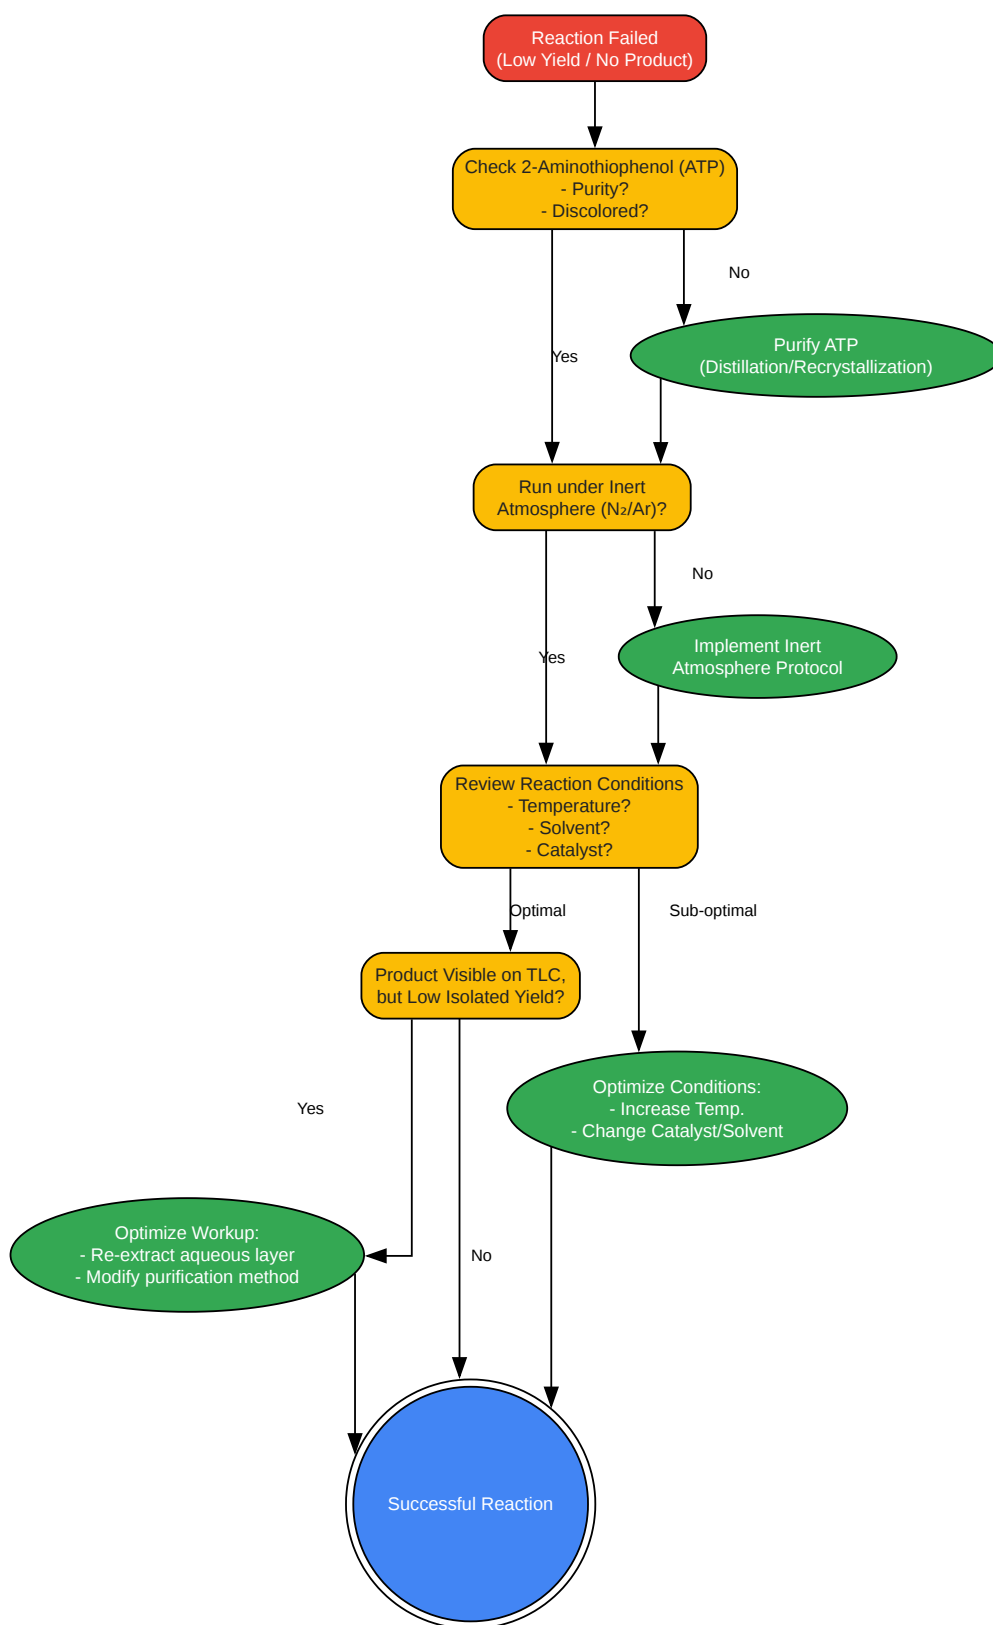 Reaction Failed
(Low Yield / No Product)
Check 2-Aminothiophenol (ATP)
- Purity?
- Discolored?
No
Purify ATP
(Distillation/Recrystallization)
Yes
Run under Inert
Atmosphere (N₂/Ar)?
No
Implement Inert
Atmosphere Protocol
Yes
Review Reaction Conditions
- Temperature?
- Solvent?
- Catalyst?
Optimal
Sub-optimal
Product Visible on TLC,
but Low Isolated Yield?
Optimize Conditions:
- Increase Temp.
- Change Catalyst/Solvent
Yes
Optimize Workup:
- Re-extract aqueous layer
- Modify purification method
No
Successful Reaction